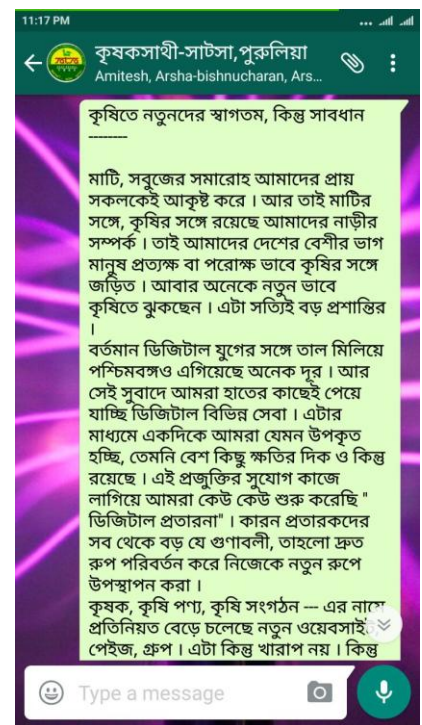 11:17 PM
কৃষকসাথী-সাটসা,পুরুলিয়া
Amitesh, Arsha-bishnucharan, Ars...
কৃষিতে নতুনদের স্বাগতম, কিন্তু সাবধান
--------
মাটি, সবুজের সমারোহ আমাদের প্রায়
সকলকেই আকৃষ্ট করে । আর তাই মাটির
সঙ্গে, কৃষির সঙ্গে রয়েছে আমাদের নাড়ীর
সম্পর্ক । তাই আমাদের দেশের বেশীর ভাগ
মানুষ প্রত্যক্ষ বা পরোক্ষ ভাবে কৃষির সঙ্গে
জড়িত । আবার অনেকে নতুন ভাবে
কৃষিতে ঝুকছেন । এটা সত্যিই বড় প্রশান্তির
।
বর্তমান ডিজিটাল যুগের সঙ্গে তাল মিলিয়ে
পশ্চিমবঙ্গও এগিয়েছে অনেক দূর । আর
সেই সুবাদে আমরা হাতের কাছেই পেয়ে
যাচ্ছি ডিজিটাল বিভিন্ন সেবা । এটার
মাধ্যমে একদিকে আমরা যেমন উপকৃত
হচ্ছি, তেমনি বেশ কিছু ক্ষতির দিক ও কিন্তু
রয়েছে । এই প্রজুক্তির সুযোগ কাজে
লাগিয়ে আমরা কেউ কেউ শুরু করেছি "
ডিজিটাল প্রতারনা" । কারন প্রতারকদের
সব থেকে বড় যে গুণাবলী, তাহলো দ্রুত
রুপ পরিবর্তন করে নিজেকে নতুন রুপে
উপস্থাপন করা ।
কৃষক, কৃষি পণ্য, কৃষি সংগঠন --- এর নামে
প্রতিনিয়ত বেড়ে চলেছে নতুন ওয়েবসাইট,
পেইজ, গ্রুপ । এটা কিন্তু খারাপ নয় । কিন্তু
Type a message